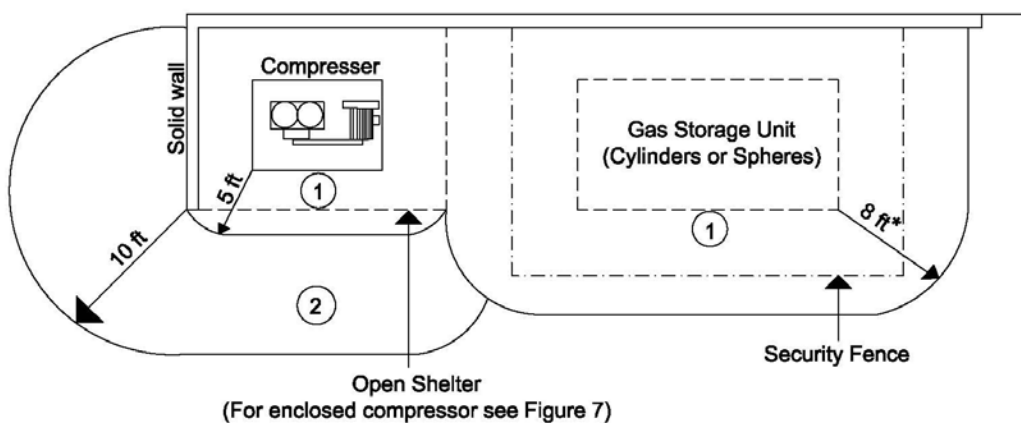 Solid wall
Compresser
5 ft
1
10 ft
2
Open Shelter
(For enclosed compressor see Figure 7)
Gas Storage Unit
(Cylinders or Spheres)
1
8 ft*
Security Fence